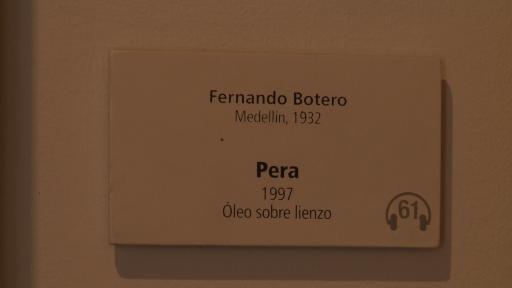 Fernando Botero
Medellín, 1932
Pera
1997
Óleo sobre lienzo
61